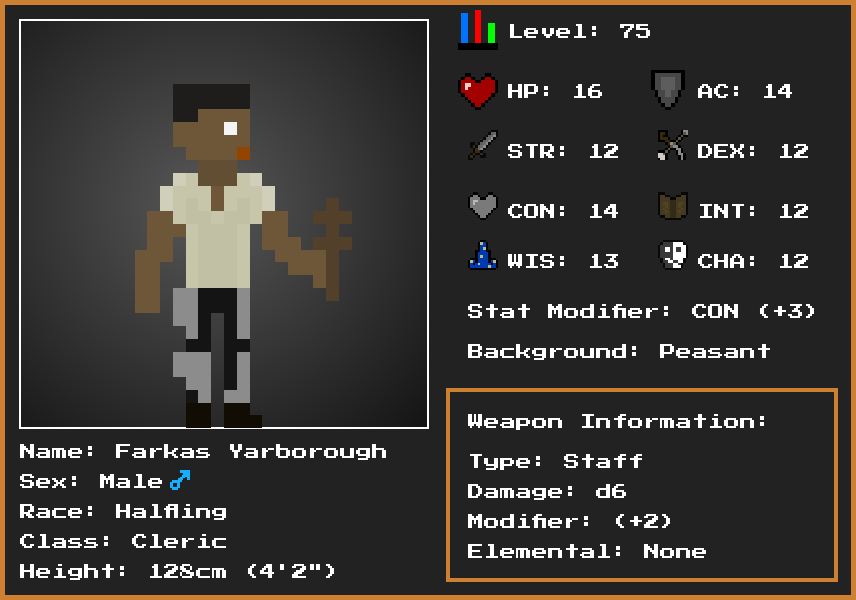 Level: 75
HP: 16 AC: 14
STR: 12 DEX: 12
CON: 14 INT: 12
WIS: 13 CHA: 12
Stat Modifier: CON (+3)
Background: Peasant
Weapon Information:
Type: Staff
Damage: d6
Modifier: (+2)
Elemental: None
Name: Farkas Yarborough
Sex: Male ♂
Race: Halfling
Class: Cleric
Height: 128cm (4'2")